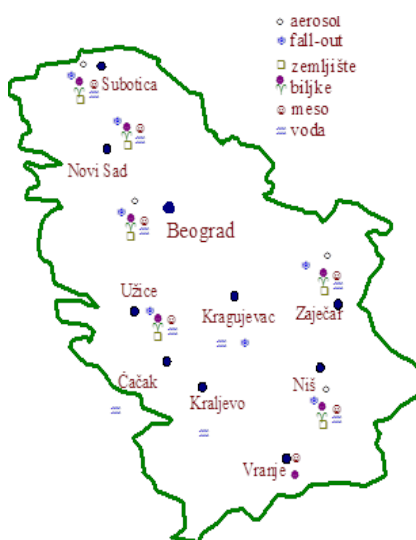 aerosol
fall-out
zemljište
biljke
meso
voda
Subotica
Novi Sad
Beograd
Užice
Kragujevac
Zaječar
Čačak
Kraljevo
Niš
Vranje